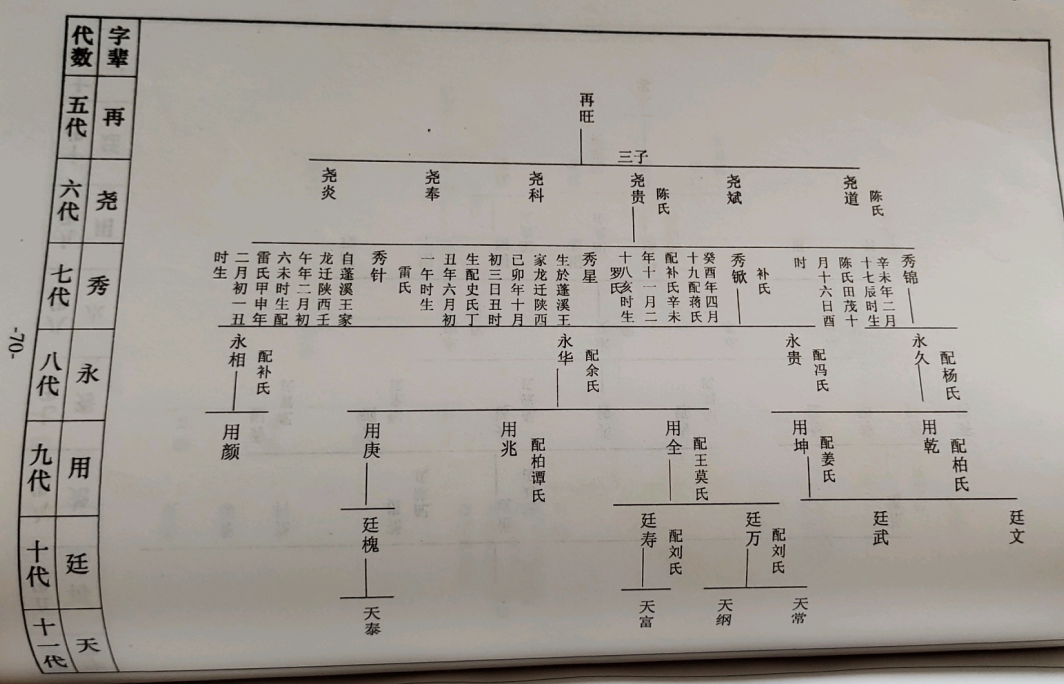 字辈
代数
再
五代
尧
六代
秀
七代
永
八代
用
九代
廷
十代
天
十一代
-70-
再旺
三子
尧道
陈氏
尧斌
尧贵
陈氏
尧科
尧奉
尧炎
秀锦
辛未年二月
十七辰时生
陈氏田茂十
月十六日酉
时
秀锨
补氏
癸酉年四月
十九配蒋氏
配补氏辛未
年十一月二
十八亥时生
罗氏
秀星
生於蓬溪王
家龙迁陕西
己卯年十月
初三日丑时
生配史氏丁
丑年六月初
一午时生
秀针
雷氏
自蓬溪王家
龙迁陕西壬
午年二月初
六未时生配
雷氏甲申年
二月初一丑
时生
永久
配杨氏
永贵
配冯氏
永华
配余氏
永相
配补氏
用乾
配柏氏
用坤
配姜氏
用全
配王莫氏
用兆
配柏谭氏
用庚
用颜
廷文
廷武
廷万
配刘氏
廷寿
配刘氏
廷槐
天常
天纲
天富
天泰